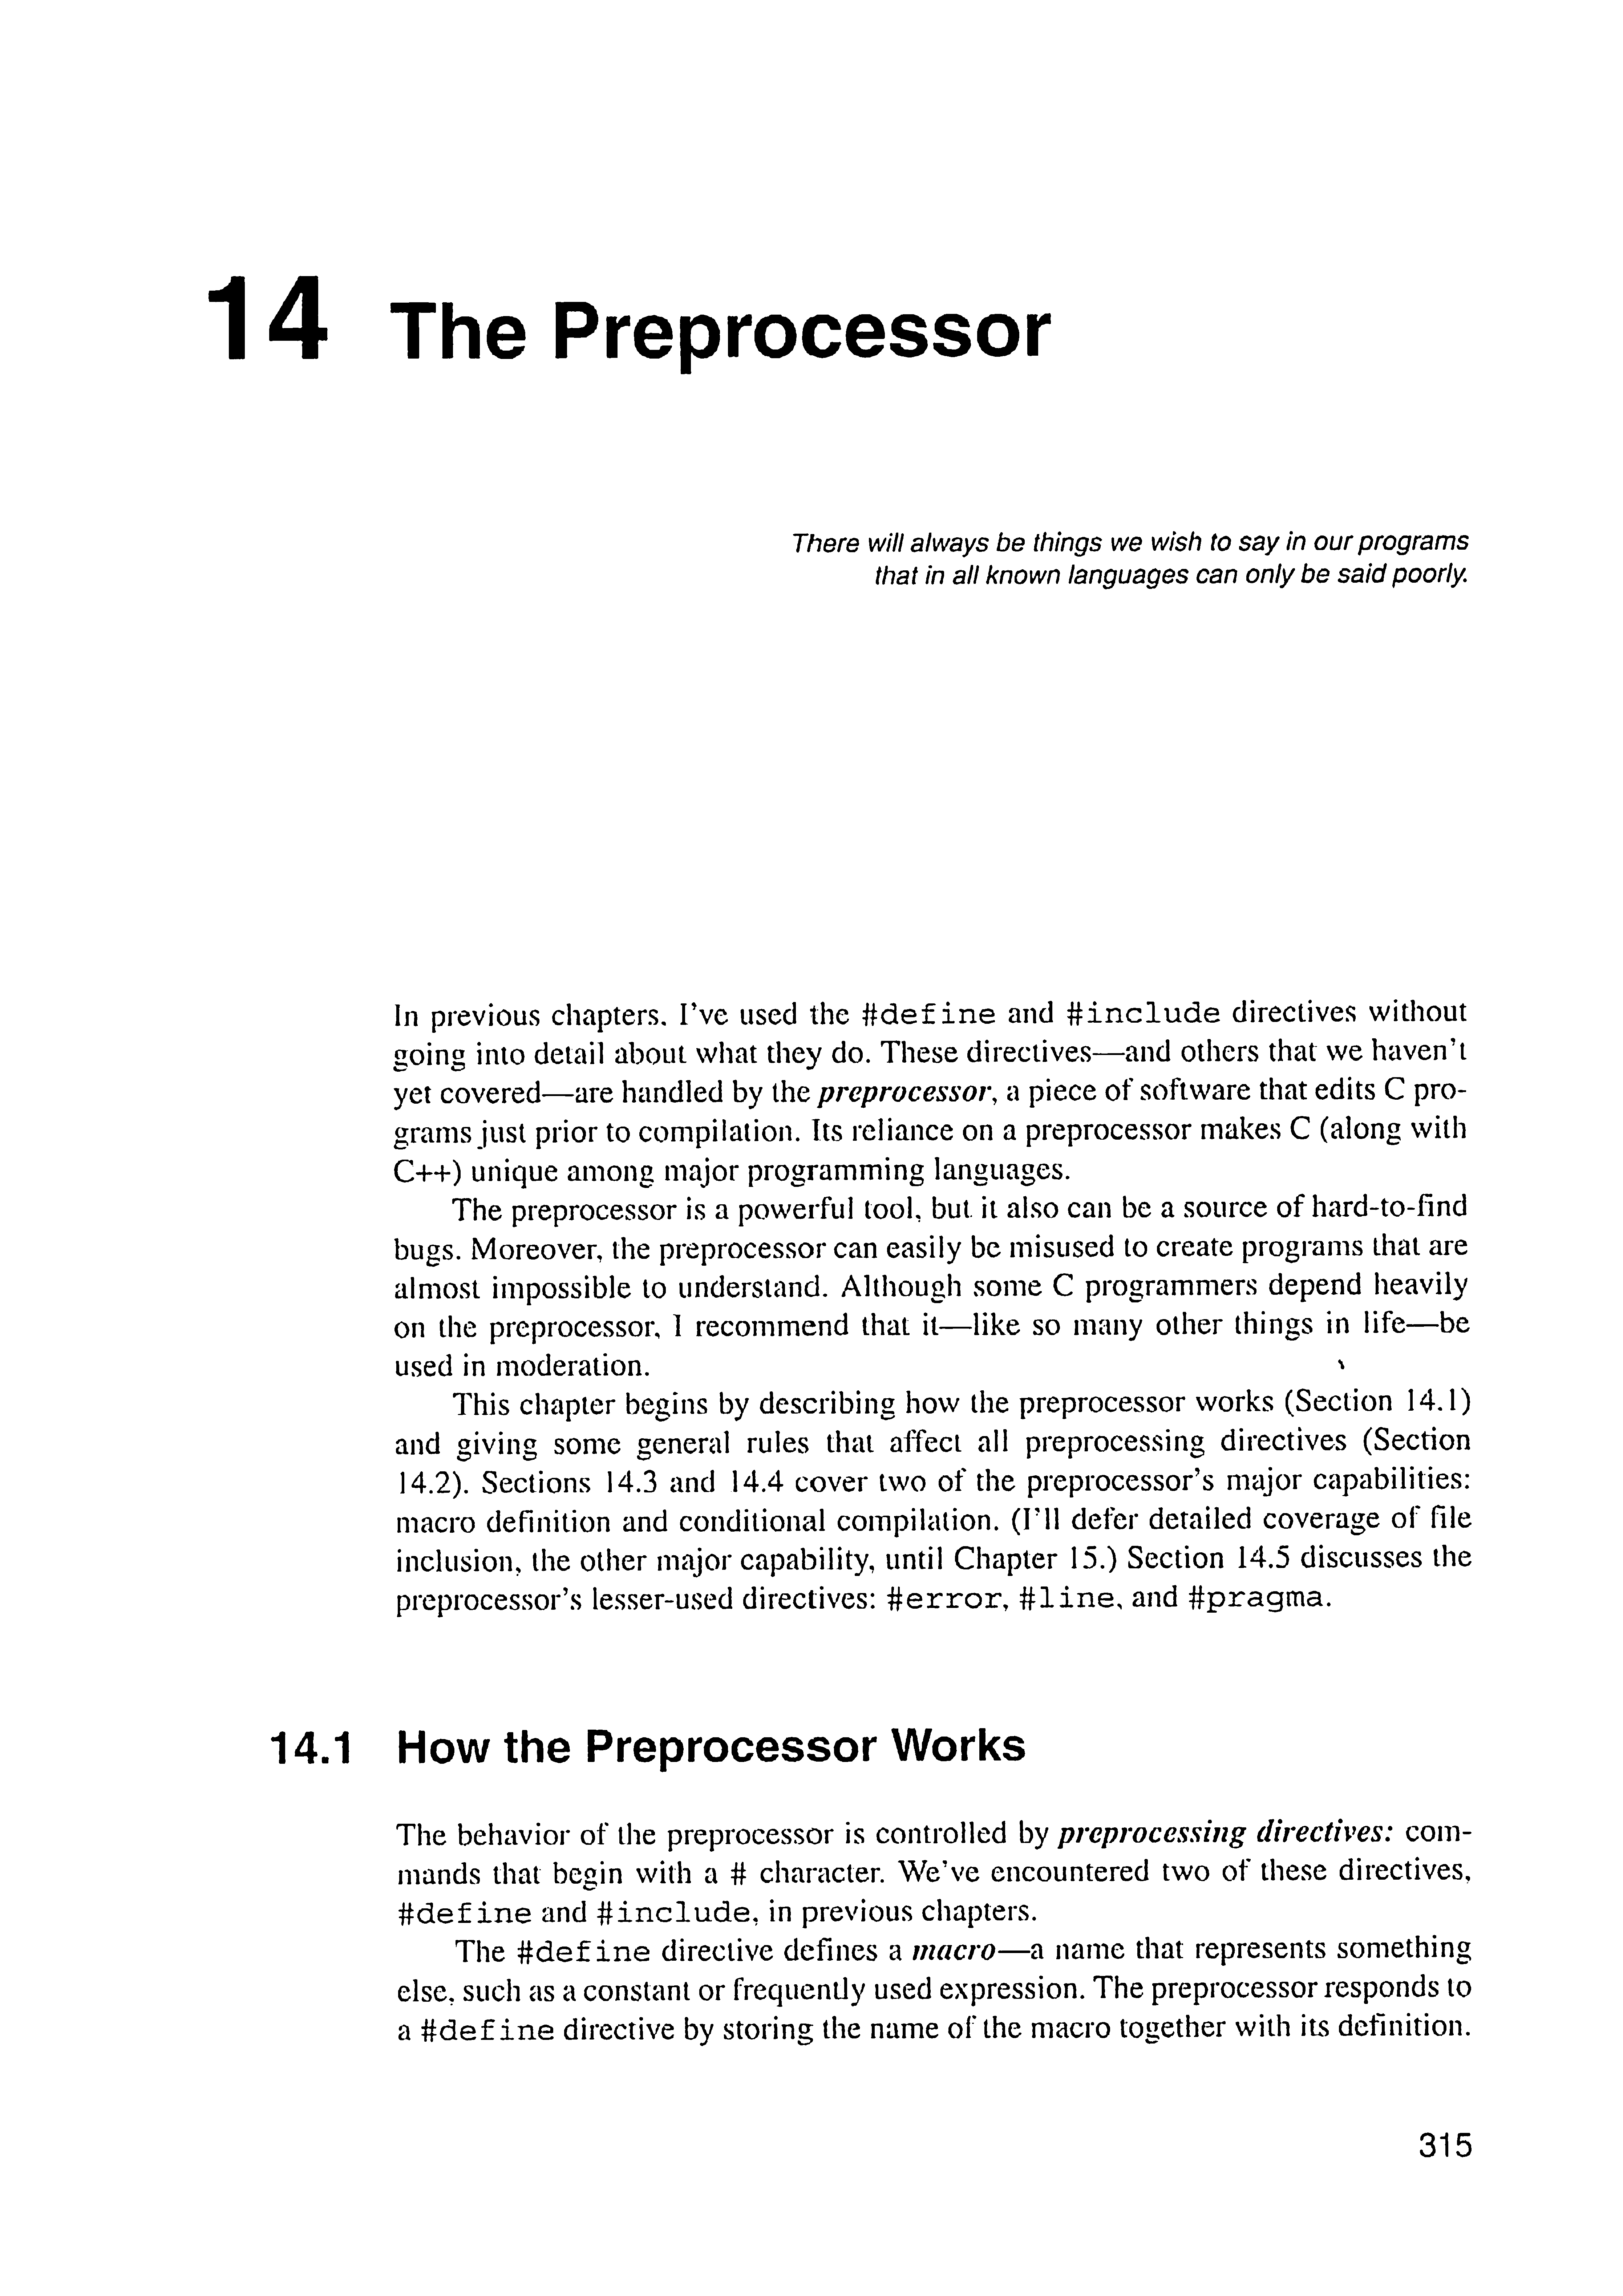 14 The Preprocessor
There will always be things we wish to say in our programs
that in all known languages can only be said poorly.
In previous chapters, I've used the #define and #include directives without
going into detail about what they do. These directives—and others that we haven't
yet covered—are handled by the preprocessor, a piece of software that edits C pro-
grams just prior to compilation. Its reliance on a preprocessor makes C (along with
C++) unique among major programming languages.
The preprocessor is a powerful tool, but it also can be a source of hard-to-find
bugs. Moreover, the preprocessor can easily be misused to create programs that are
almost impossible to understand. Although some C programmers depend heavily
on the preprocessor, I recommend that it—like so many other things in life—be
used in moderation.
This chapter begins by describing how the preprocessor works (Section 14.1)
and giving some general rules that affect all preprocessing directives (Section
14.2). Sections 14.3 and 14.4 cover two of the preprocessor's major capabilities:
macro definition and conditional compilation. (I'll defer detailed coverage of file
inclusion, the other major capability, until Chapter 15.) Section 14.5 discusses the
preprocessor's lesser-used directives: #error, #line, and #pragma.
14.1 How the Preprocessor Works
The behavior of the preprocessor is controlled by preprocessing directives: com-
mands that begin with a # character. We've encountered two of these directives,
#define and #include, in previous chapters.
The #define directive defines a macro—a name that represents something
else, such as a constant or frequently used expression. The preprocessor responds to
a #define directive by storing the name of the macro together with its definition.
315